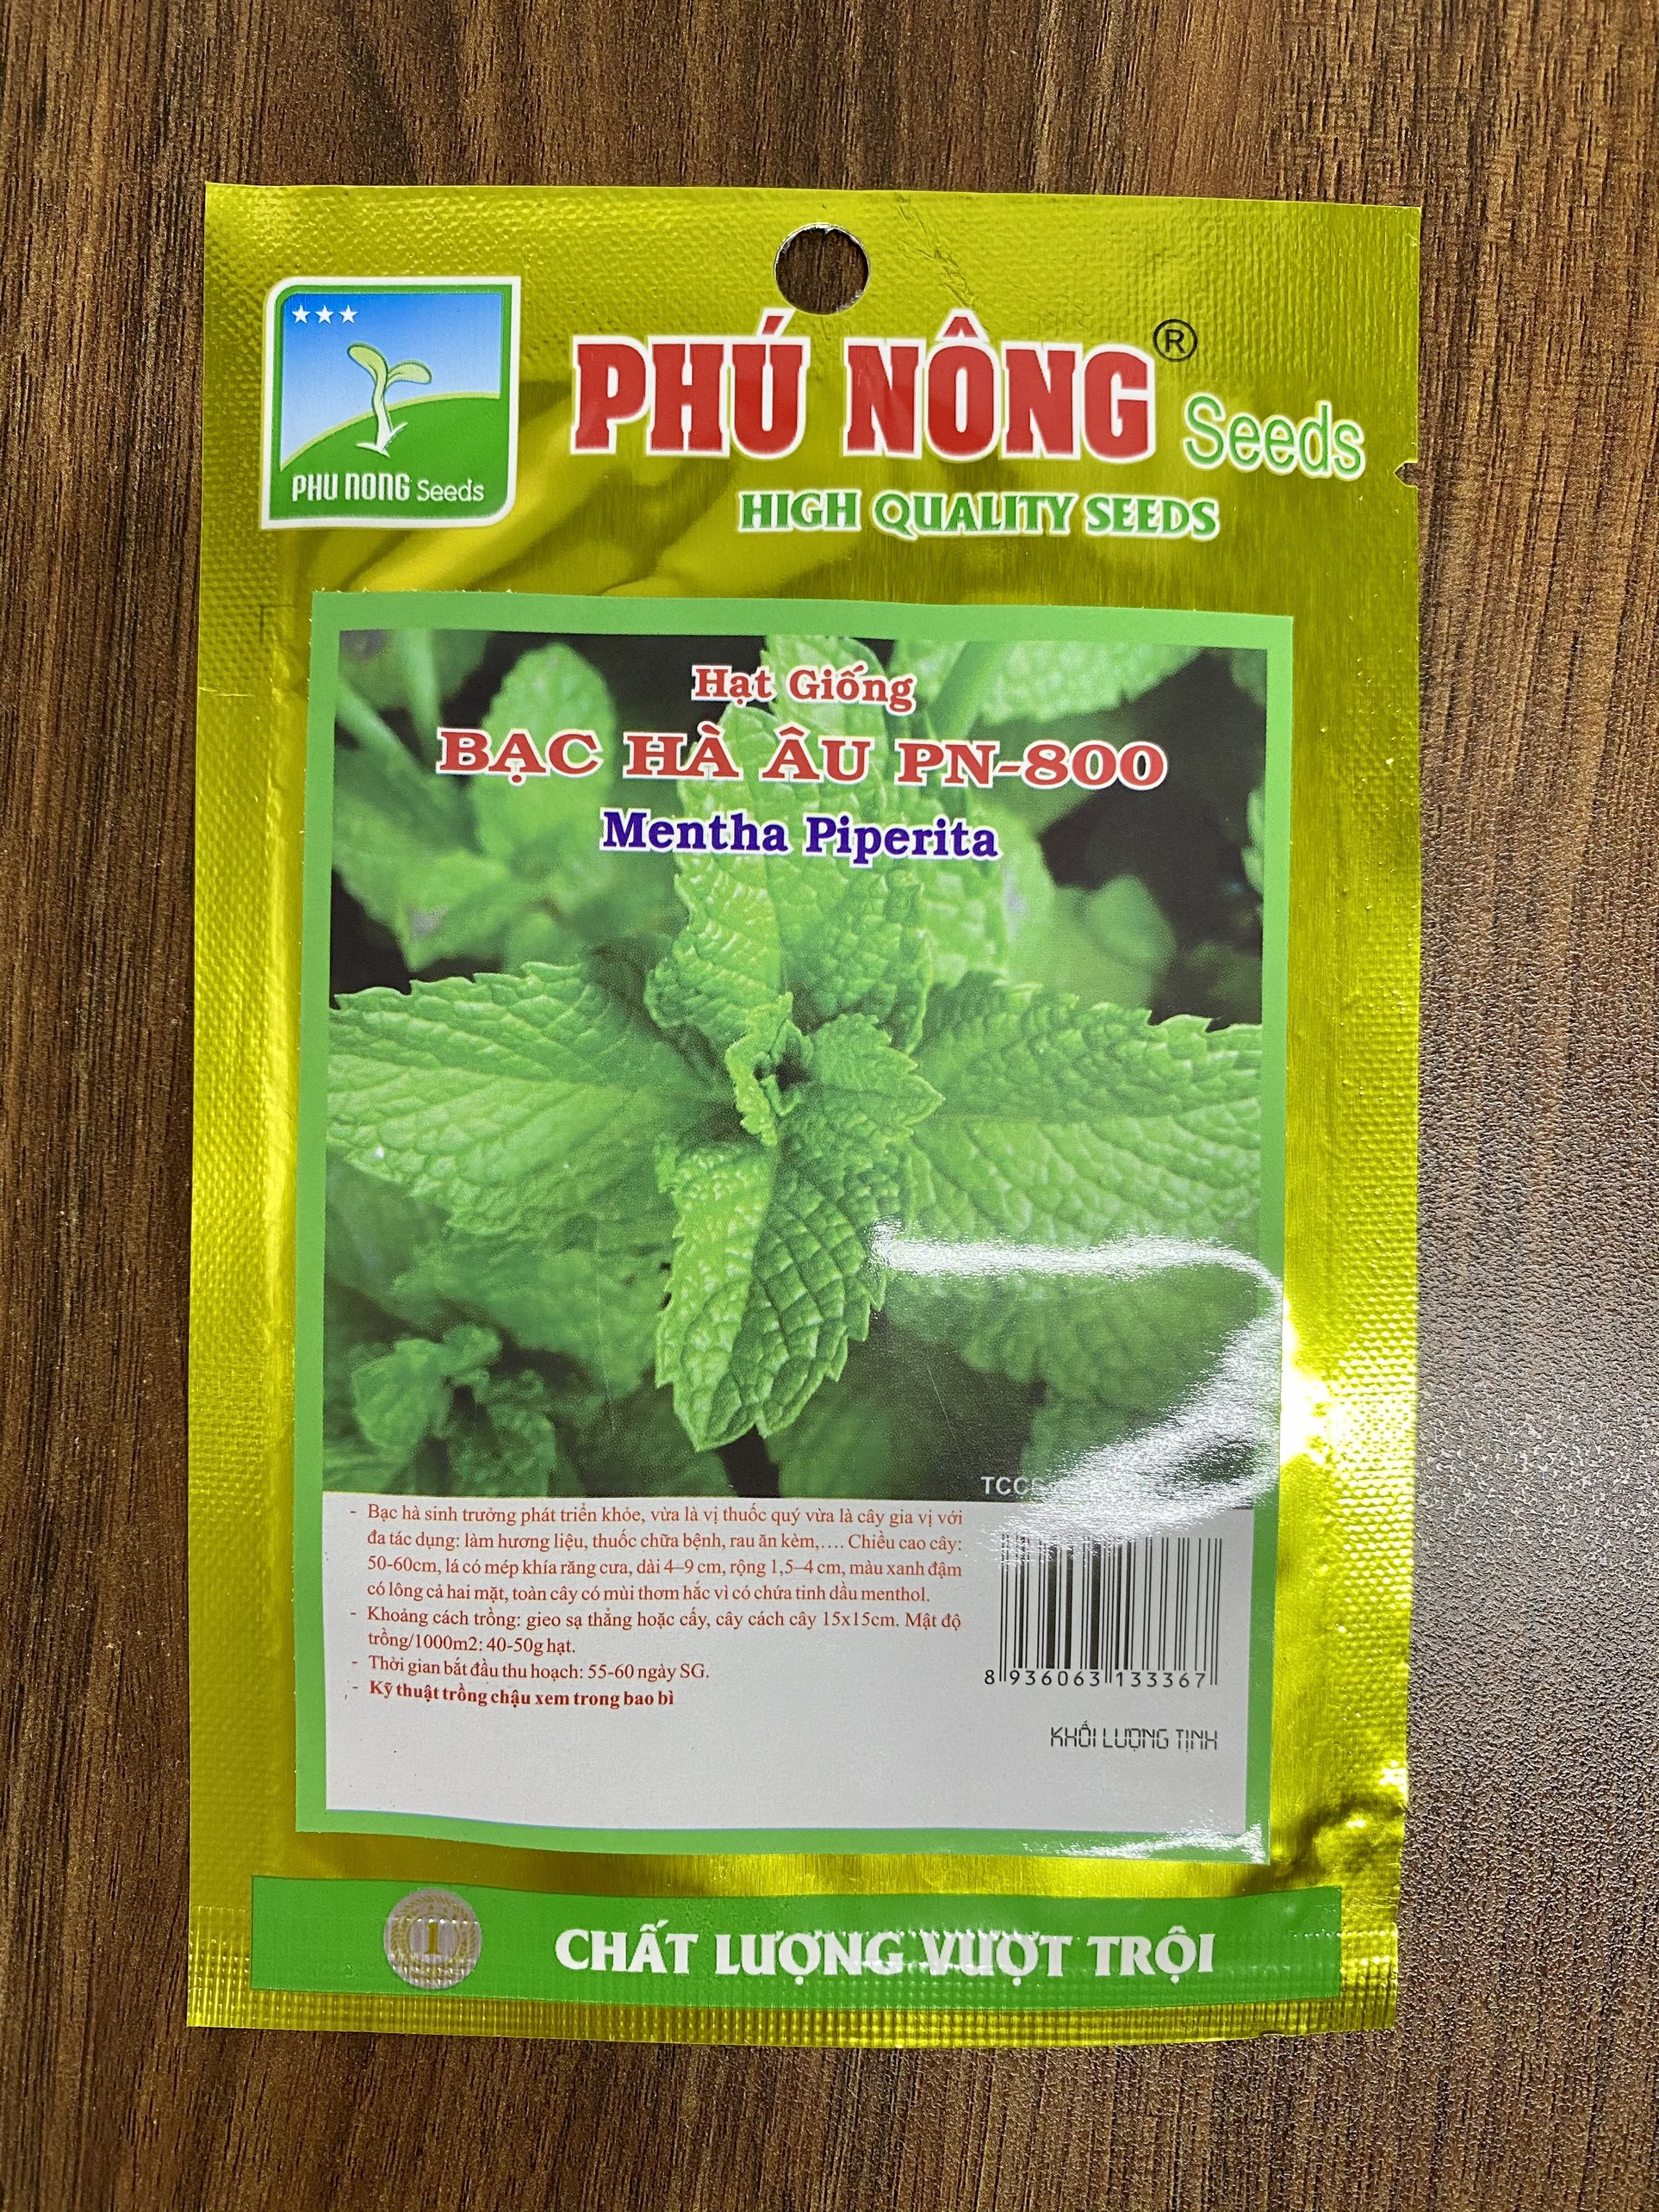 PHU NONG Seeds
PHÚ NÔNG® Seeds
HIGH QUALITY SEEDS
Hạt Giống
BẠC HÀ ÂU PN-800
Mentha Piperita
- Bạc hà sinh trưởng phát triển khỏe, vừa là vị thuốc quý vừa là cây gia vị với
đa tác dụng: làm hương liệu, thuốc chữa bệnh, rau ăn kèm,…. Chiều cao cây:
50-60cm, lá có mép khía răng cưa, dài 4–9 cm, rộng 1,5–4 cm, màu xanh đậm
có lông cả hai mặt, toàn cây có mùi thơm hắc vì có chứa tinh dầu menthol.
- Khoảng cách trồng: gieo sạ thẳng hoặc cấy, cây cách cây 15x15cm. Mật độ
trồng/1000m2: 40-50g hạt.
- Thời gian bắt đầu thu hoạch: 55-60 ngày SG.
- Kỹ thuật trồng chậu xem trong bao bì
8 936063 133367
KHỐI LƯỢNG TỊNH
1
CHẤT LƯỢNG VƯỢT TRỘI